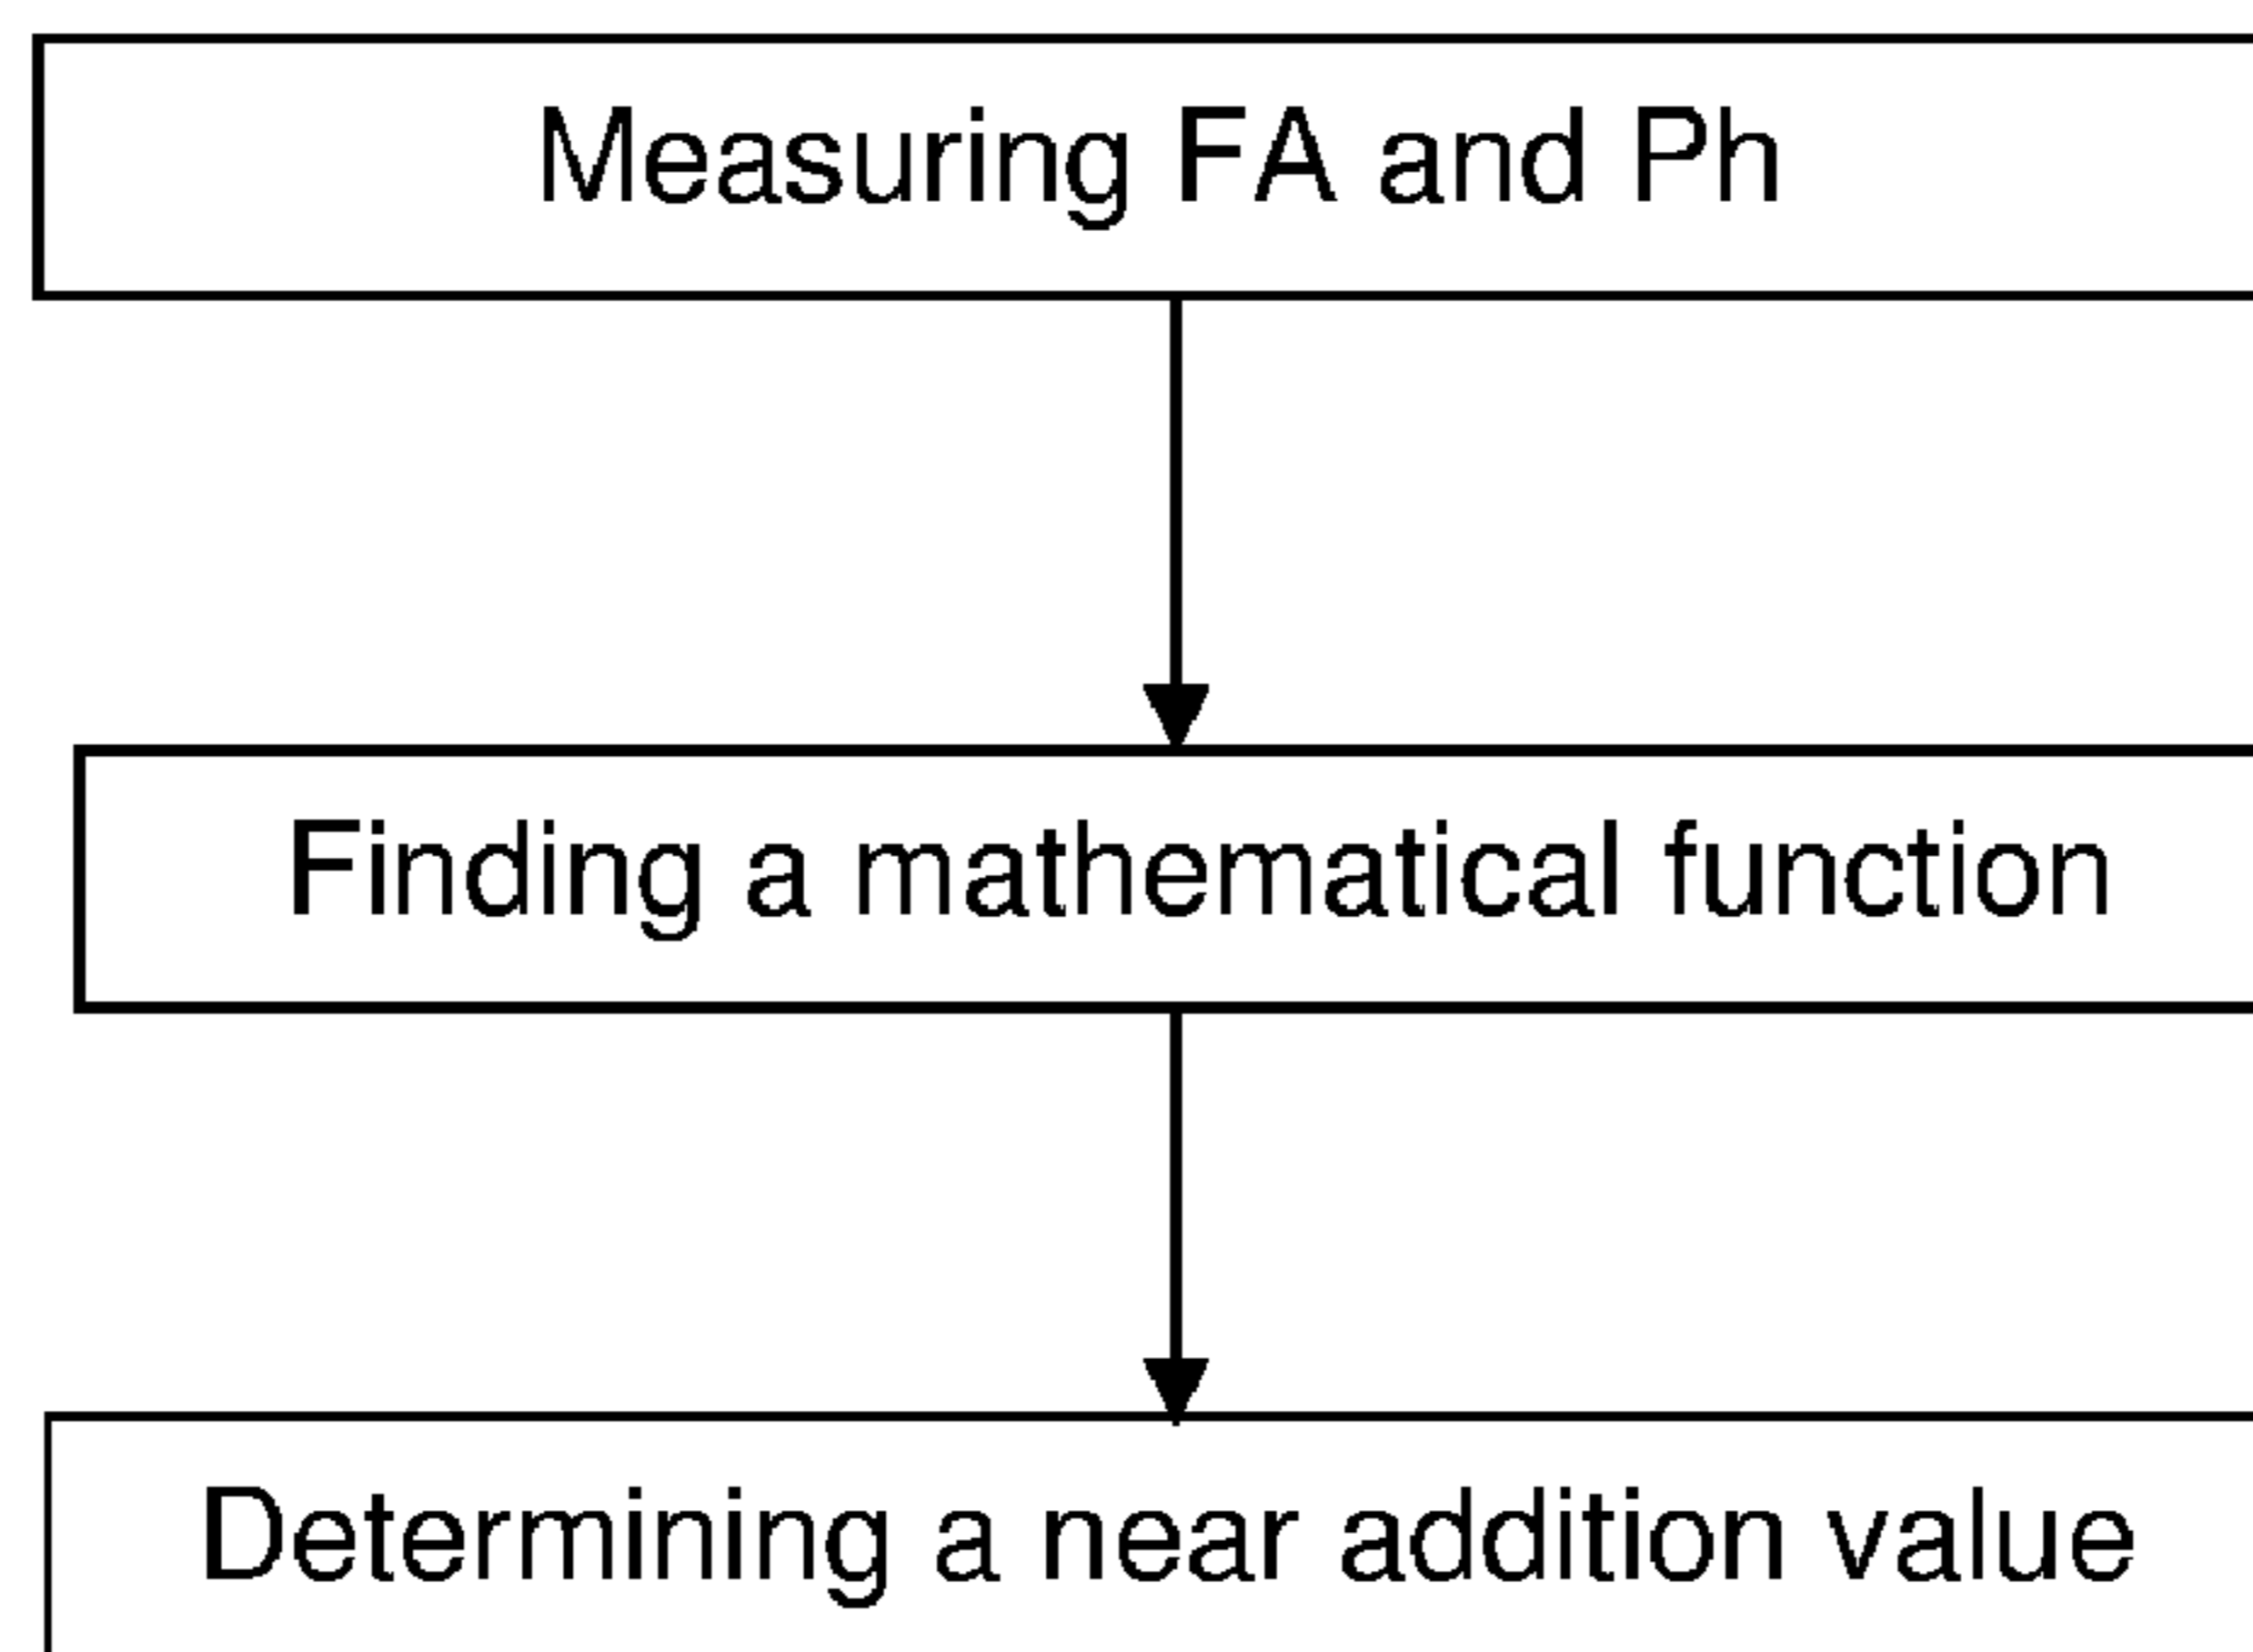 Measuring FA and Ph
Finding a mathematical function
Determining a near addition value